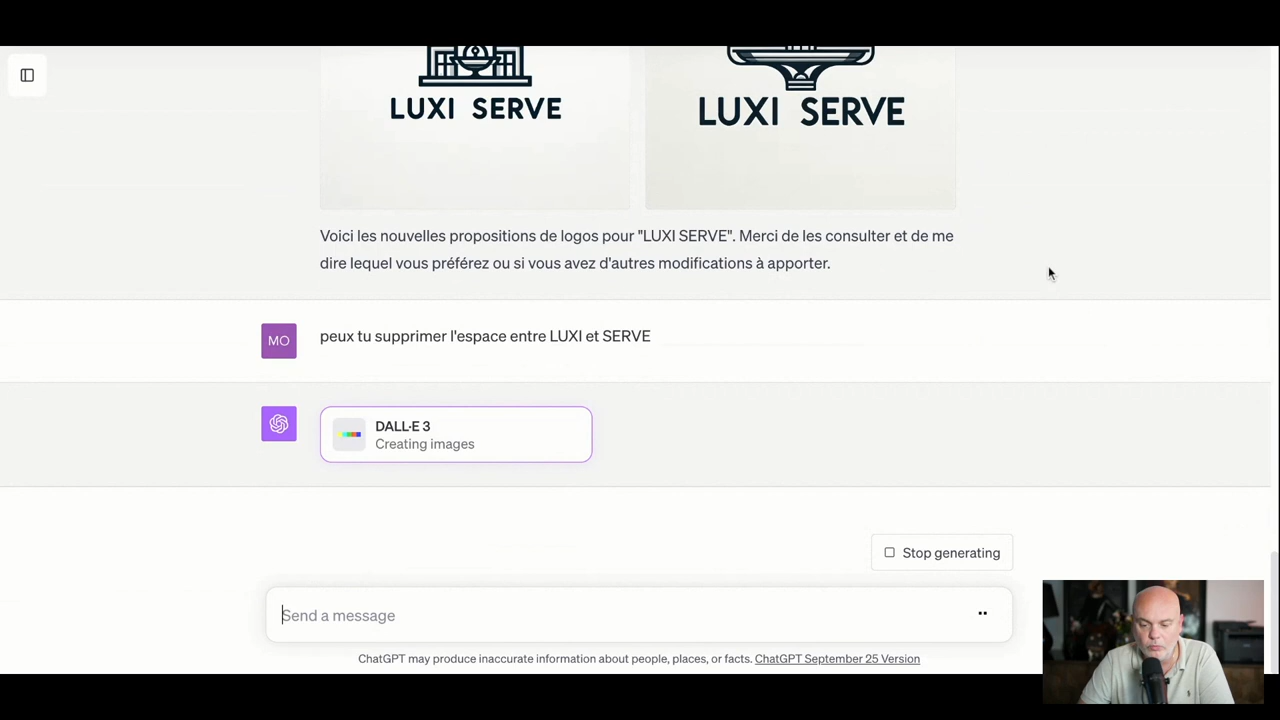 LUXI SERVE
LUXI SERVE
Voici les nouvelles propositions de logos pour "LUXI SERVE". Merci de les consulter et de me
dire lequel vous préférez ou si vous avez d'autres modifications à apporter.
MO
peux tu supprimer l'espace entre LUXI et SERVE
DALL·E 3
Creating images
Stop generating
Send a message
ChatGPT may produce inaccurate information about people, places, or facts. ChatGPT September 25 Version